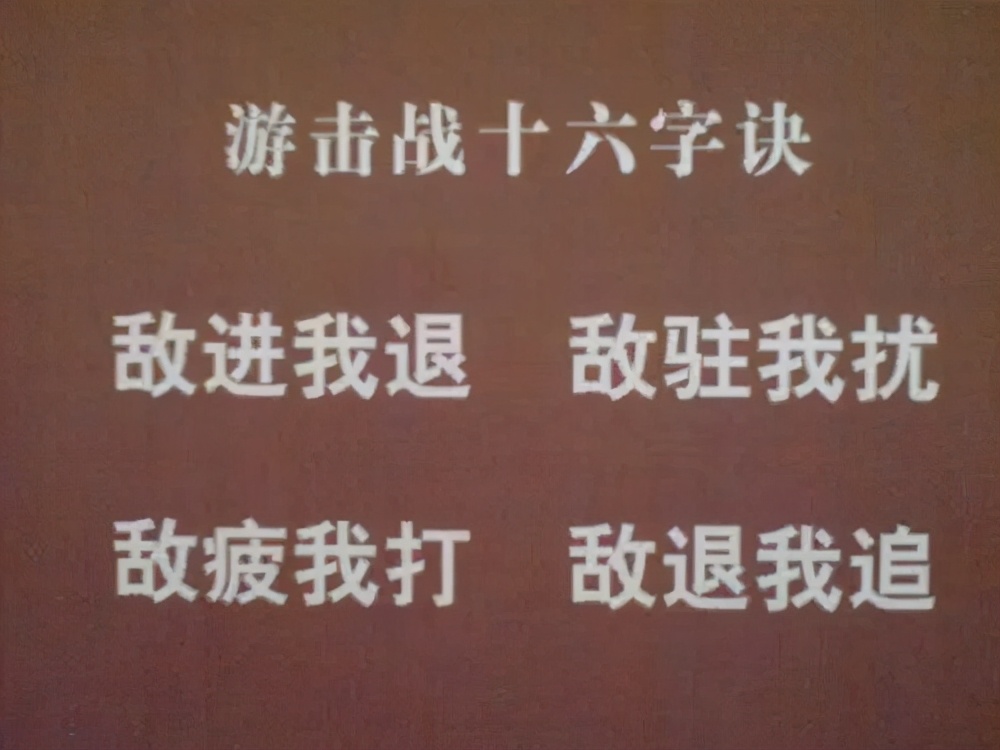 游击战十六字诀
敌进我退 敌驻我扰
敌疲我打 敌退我追